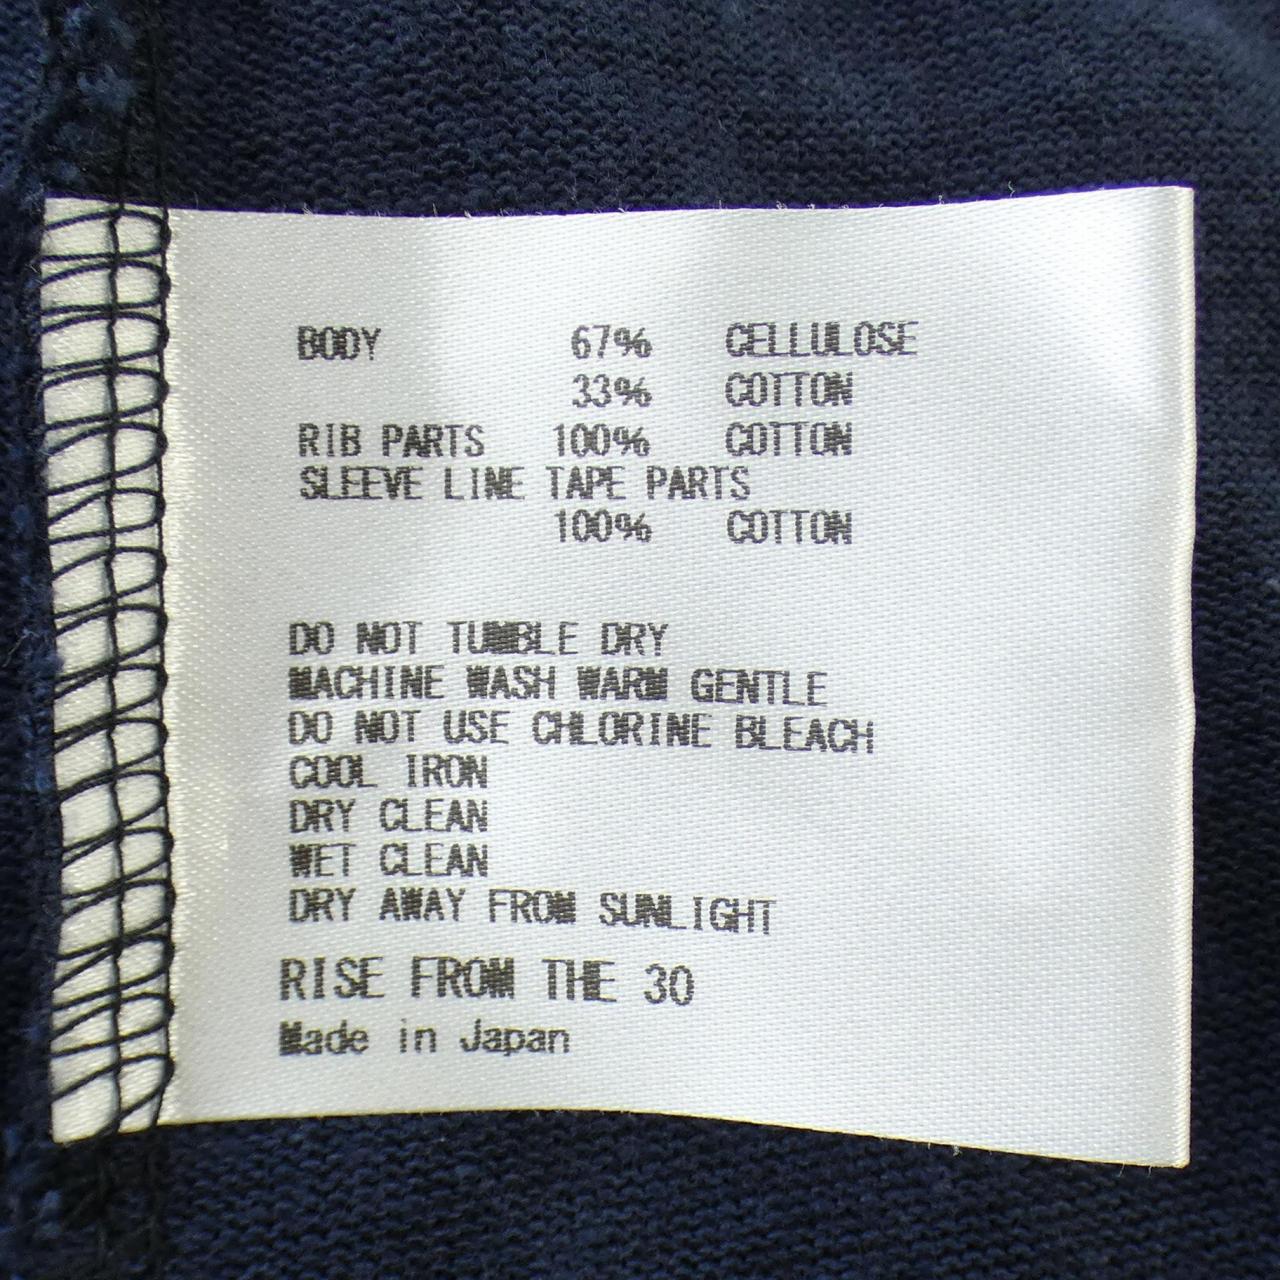 BODY 67% CELLULOSE
33% COTTON
RIB PARTS 100% COTTON
SLEEVE LINE TAPE PARTS
100% COTTON
DO NOT TUMBLE DRY
MACHINE WASH WARM GENTLE
DO NOT USE CHLORINE BLEACH
COOL IRON
DRY CLEAN
WET CLEAN
DRY AWAY FROM SUNLIGHT
RISE FROM THE 30
Made in Japan